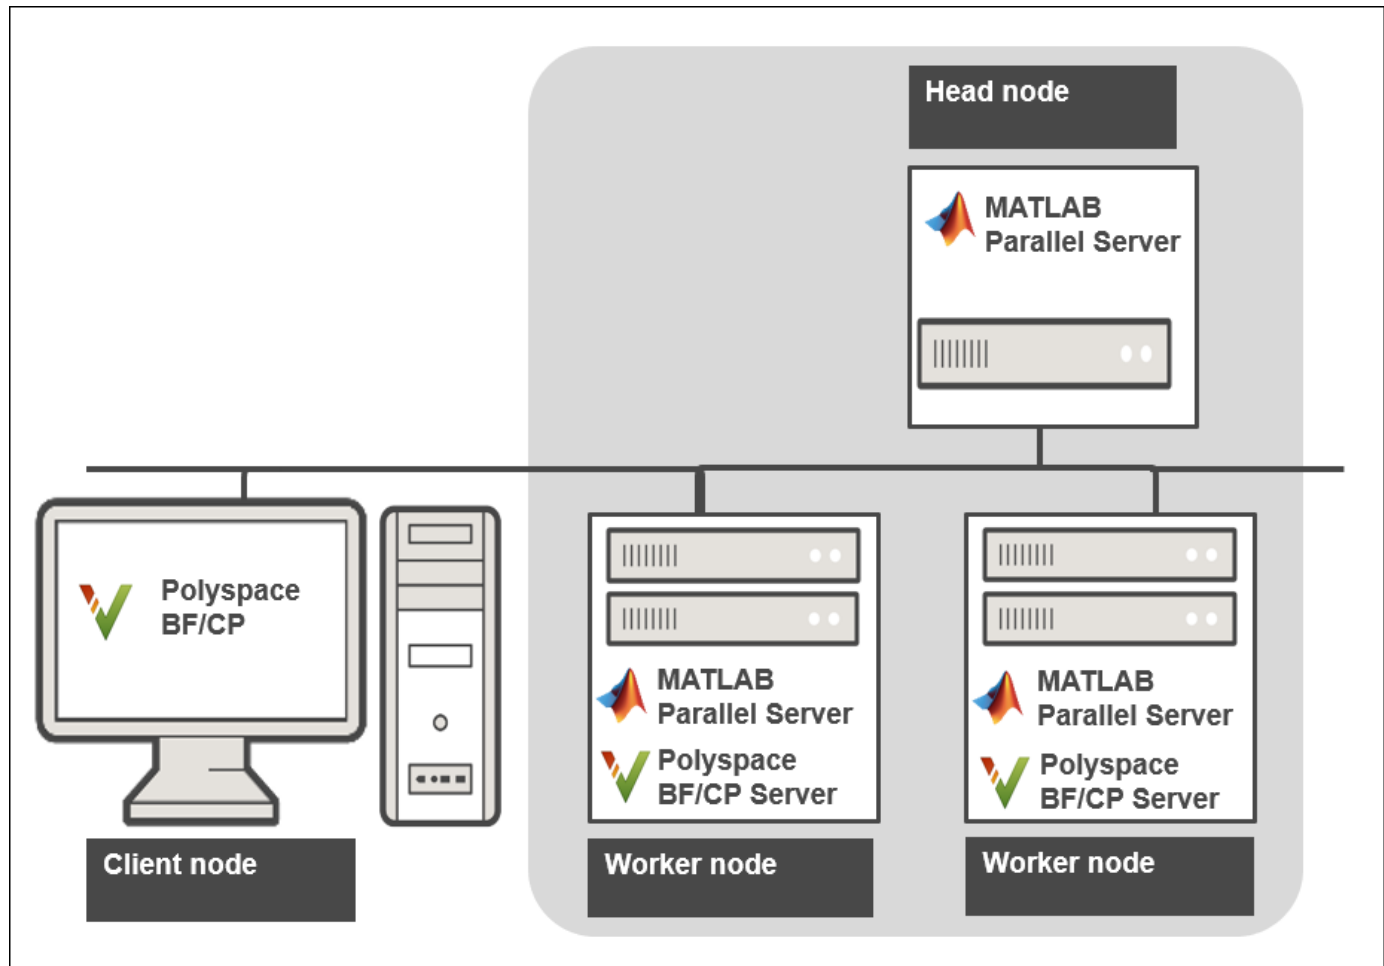 Head node
MATLAB
Parallel Server
Polyspace
BF/CP
MATLAB
Parallel Server
Polyspace
BF/CP Server
MATLAB
Parallel Server
Polyspace
BF/CP Server
Client node
Worker node
Worker node